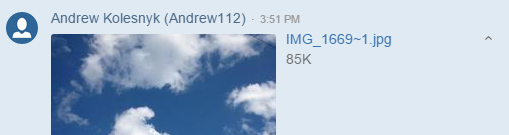 Andrew Kolesnyk (Andrew112) · 3:51 PM
IMG_1669~1.jpg
85K